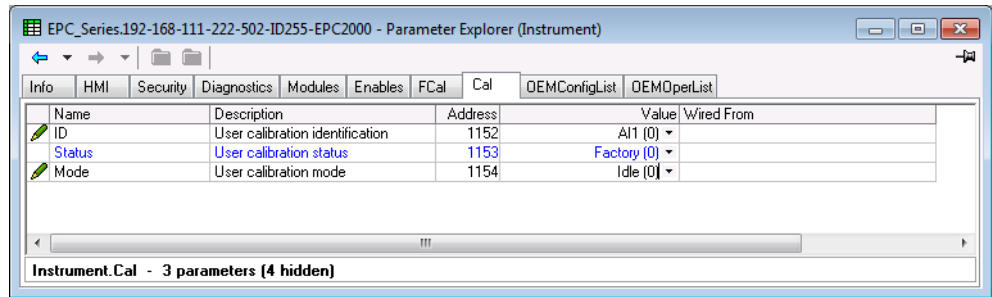 EPC_Series.192-168-111-222-502-ID255-EPC2000 - Parameter Explorer (Instrument)
Info HMI Security Diagnostics Modules Enables FCal Cal OEMConfigList OEMOperList
Name Description Address Value Wired From
ID User calibration identification 1152 AI1 (0)
Status User calibration status 1153 Factory (0)
Mode User calibration mode 1154 Idle (0)
Instrument.Cal - 3 parameters (4 hidden)